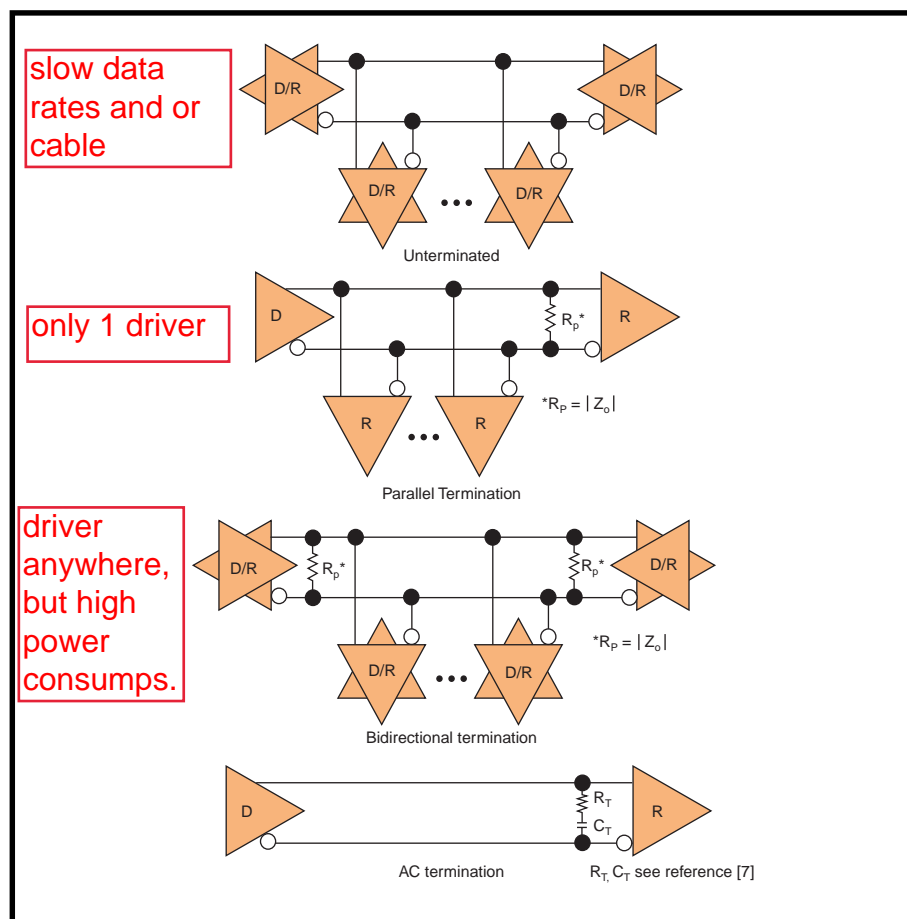 slow data
rates and or
cable
D/R
D/R
D/R
D/R
Unterminated
only 1 driver
D
Rp*
R
R
R
*RP = |Zo|
Parallel Termination
driver
anywhere,
but high
power
consumps.
D/R
Rp*
Rp*
D/R
D/R
D/R
*RP = |Zo|
Bidirectional termination
D
RT
CT
R
AC termination
RT, CT see reference [7]